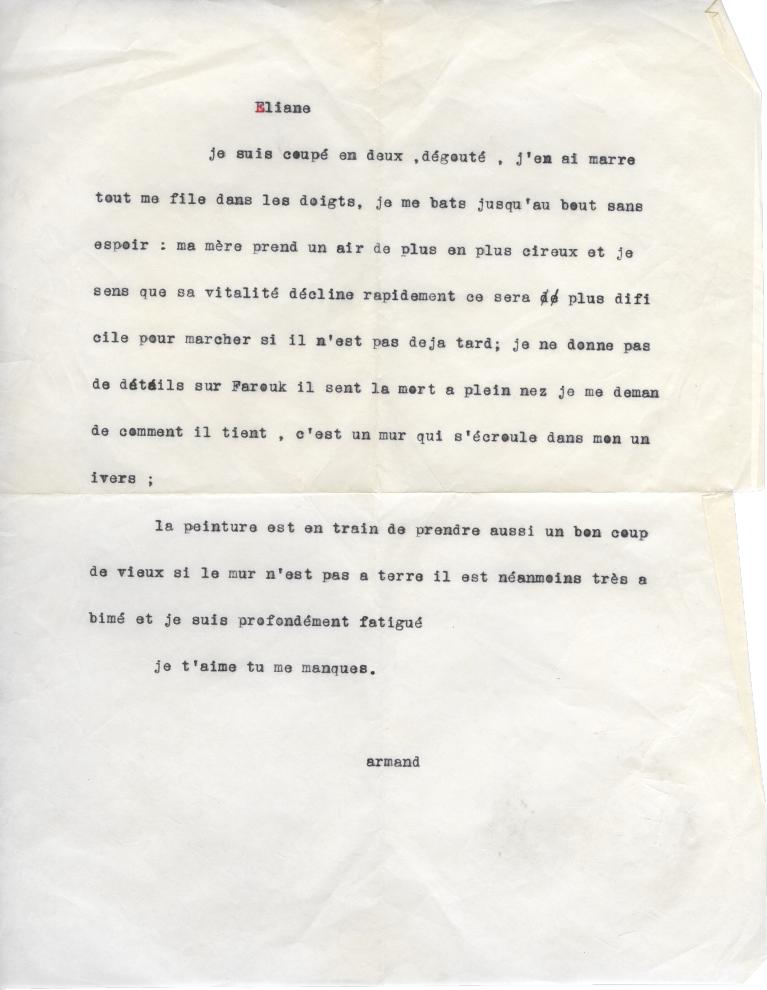 Eliane
je suis coupé en deux ,dégouté , j'en ai marre
tout me file dans les doigts, je me bats jusqu'au bout sans
espoir : ma mère prend un air de plus en plus cireux et je
sens que sa vitalité décline rapidement ce sera plus difi
cile pour marcher si il n'est pas deja tard; je ne donne pas
de détails sur Farouk il sent la mort a plein nez je me deman
de comment il tient , c'est un mur qui s'écroule dans mon un
ivers ;
la peinture est en train de prendre aussi un bon coup
de vieux si le mur n'est pas a terre il est néanmoins très a
bimé et je suis profondément fatigué
je t'aime tu me manques.
armand